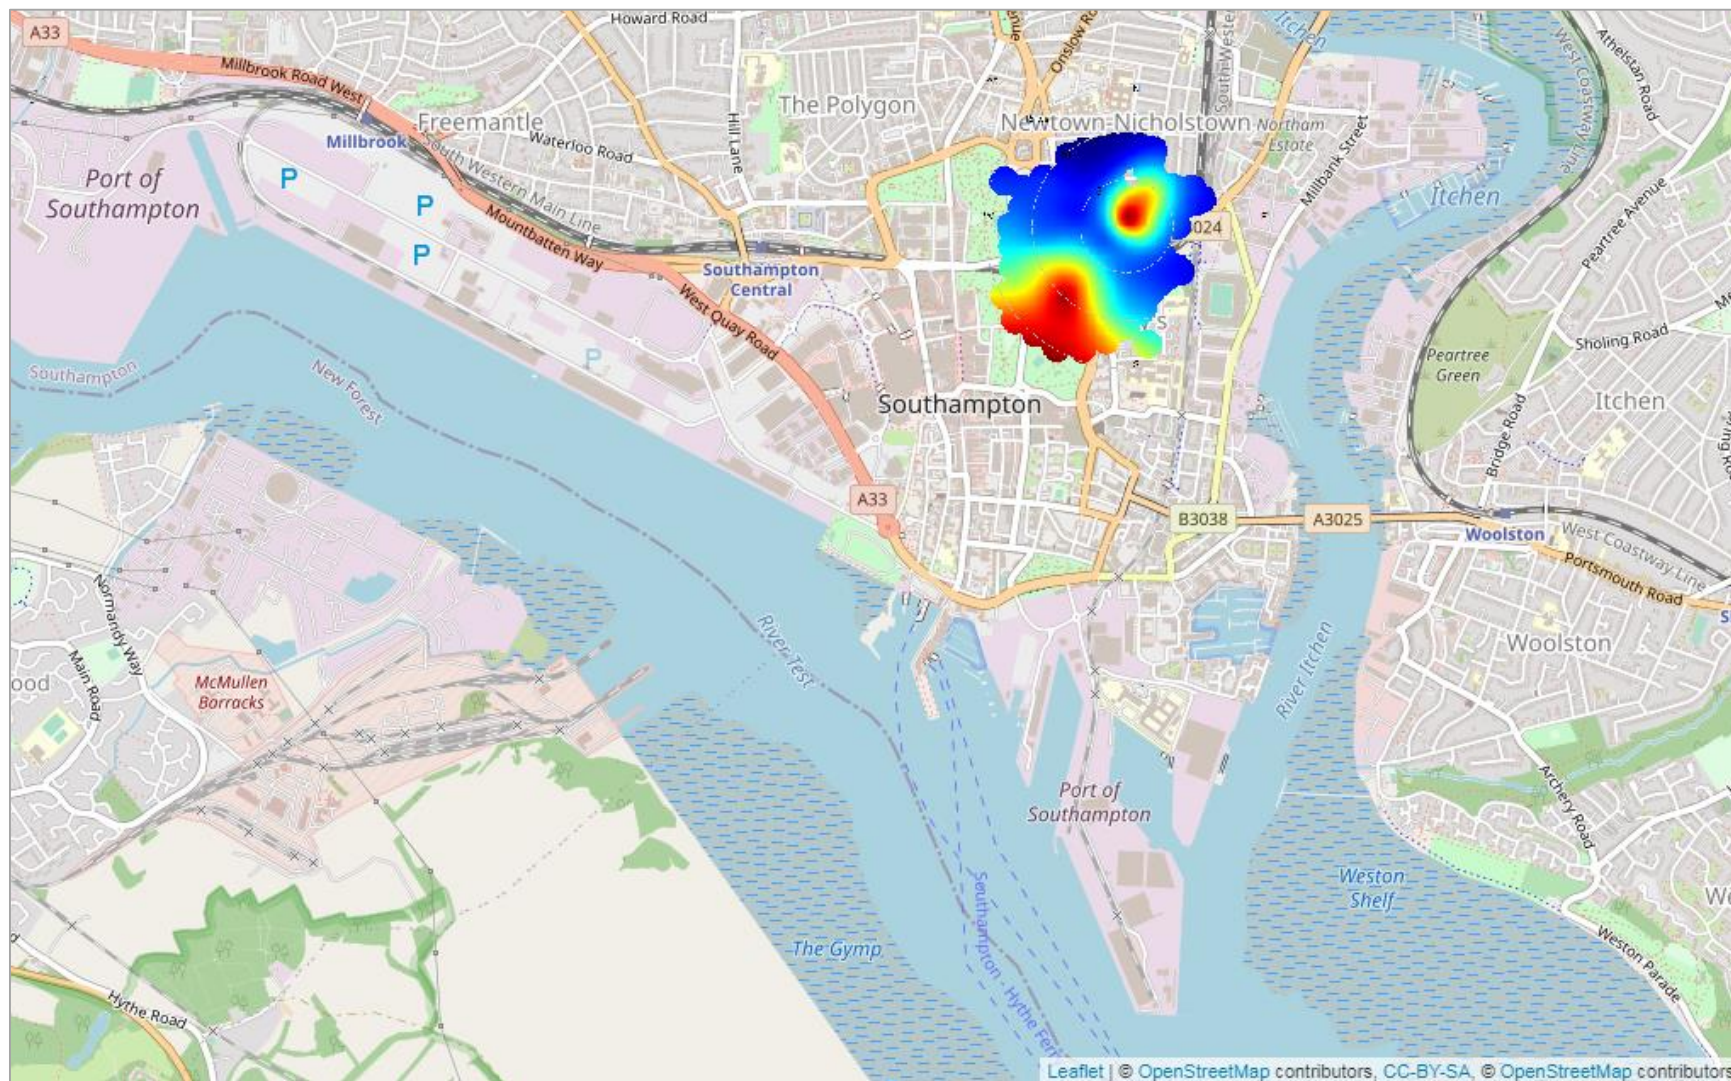 A33
Howard Road
Onslow
Itchen
South Weste
West Coastway Line
Athelstan Road
Millbrook Road West
The Polygon
Freemantle
Waterloo Road
Hill Lane
Newtown-Nicholstown
Northam
Estate
Millbank Street
Millbrook
South Western Main Line
Port of
Southampton
P
P
P
Mountbatten Way
Itchen
Peartree Avenue
024
Southampton
Central
West Quay Road
P
Sholing Road
Peartree
Green
Southampton
New Forest
Southampton
Itchen
Bridge Road
A33
B3038
A3025
Woolston
West Coastway Line
Portsmouth Road
Normandy Way
Main Road
ood
McMullen
Barracks
River Test
River Itchen
Woolston
Port of
Southampton
Archery Road
Weston
Shelf
The Gymp
Southampton - Hythe Ferr
Weston Parade
Hythe Road
Leaflet | © OpenStreetMap contributors, CC-BY-SA, © OpenStreetMap contributors